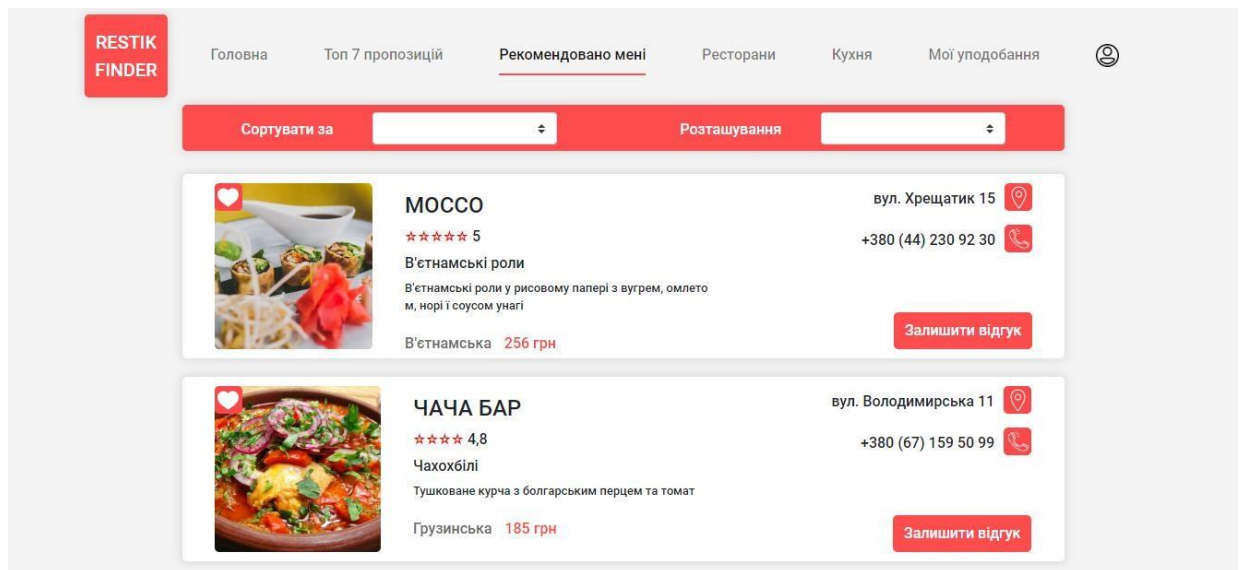 RESTIK
FINDER
Головна
Топ 7 пропозицій
Рекомендовано мені
Ресторани
Кухня
Мої уподобання
Сортувати за
Розташування
МОССО
вул. Хрещатик 15
☆☆☆☆☆ 5
+380 (44) 230 92 30
В'єтнамські роли
В'єтнамські роли у рисовому папері з вугрем, омлето
м, норі ї соусом унагі
В'єтнамська 256 грн
Залишити відгук
ЧАЧА БАР
вул. Володимирська 11
☆☆☆☆ 4,8
+380 (67) 159 50 99
Чахохбілі
Тушковане курча з болгарським перцем та томат
Грузинська 185 грн
Залишити відгук